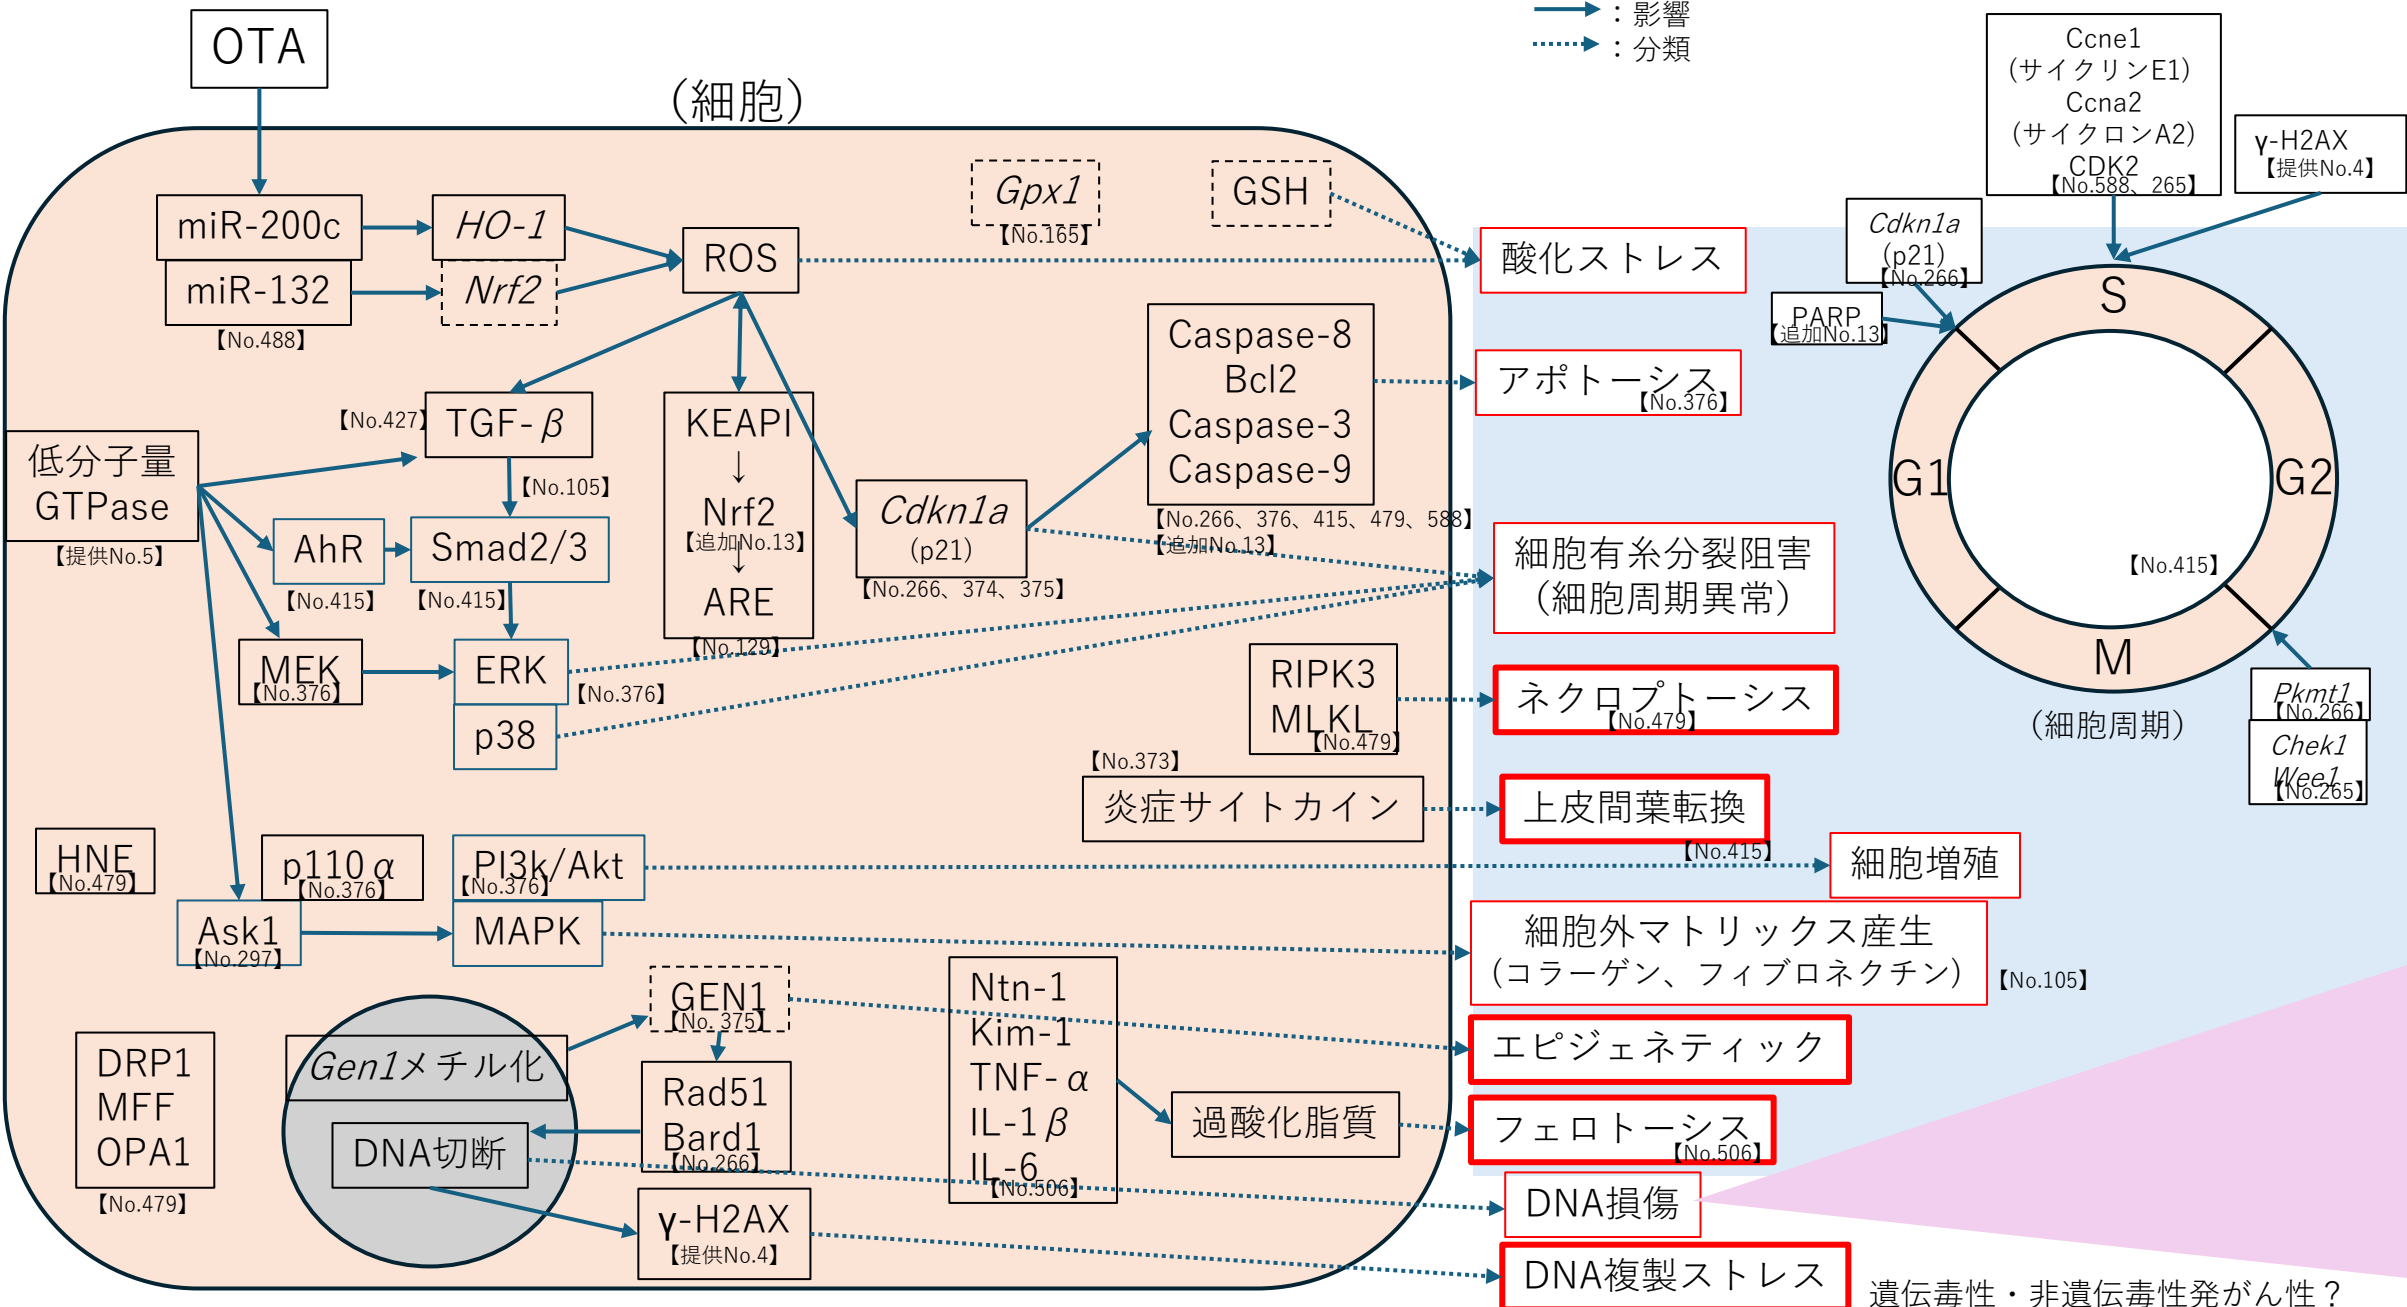 ：影響
：分類
OTA
(細胞)
miR-200c
miR-132
【No.488】
HO-1
Nrf2
ROS
Gpx1
【No.165】
GSH
【No.427】
TGF-β
【No.105】
低分子量
GTPase
【提供No.5】
AhR
【No.415】
Smad2/3
【No.415】
MEK
【No.376】
ERK
【No.376】
p38
KEAPI
↓
Nrf2
【追加No.13】
↓
ARE
【No.129】
Cdkn1a
(p21)
【No.266、374、375】
Caspase-8
Bcl2
Caspase-3
Caspase-9
【No.266、376、415、479、588】
【追加No.13】
RIPK3
MLKL
【No.479】
【No.373】
炎症サイトカイン
HNE
【No.479】
p110α
【No.376】
PI3k/Akt
【No.376】
Ask1
【No.297】
MAPK
DRP1
MFF
OPA1
【No.479】
Gen1メチル化
DNA切断
GEN1
【No. 375】
Rad51
Bard1
【No.266】
γ-H2AX
【提供No.4】
Ntn-1
Kim-1
TNF-α
IL-1β
IL-6
【No.506】
過酸化脂質
酸化ストレス
アポトーシス
【No.376】
細胞有糸分裂阻害
(細胞周期異常)
ネクロプトーシス
【No.479】
上皮間葉転換
【No.415】
細胞増殖
細胞外マトリックス産生
(コラーゲン、フィブロネクチン)
【No.105】
エピジェネティック
フェロトーシス
【No.506】
DNA損傷
DNA複製ストレス
遺伝毒性・非遺伝毒性発がん性？
Ccne1
(サイクリンE1)
Ccna2
(サイクロンA2)
CDK2
【No.588、265】
γ-H2AX
【提供No.4】
Cdkn1a
(p21)
【No.266】
PARP
【追加No.13】
S
G1
G2
M
【No.415】
(細胞周期)
Pkmt1
【No.266】
Chek1
Wee1
【No.265】